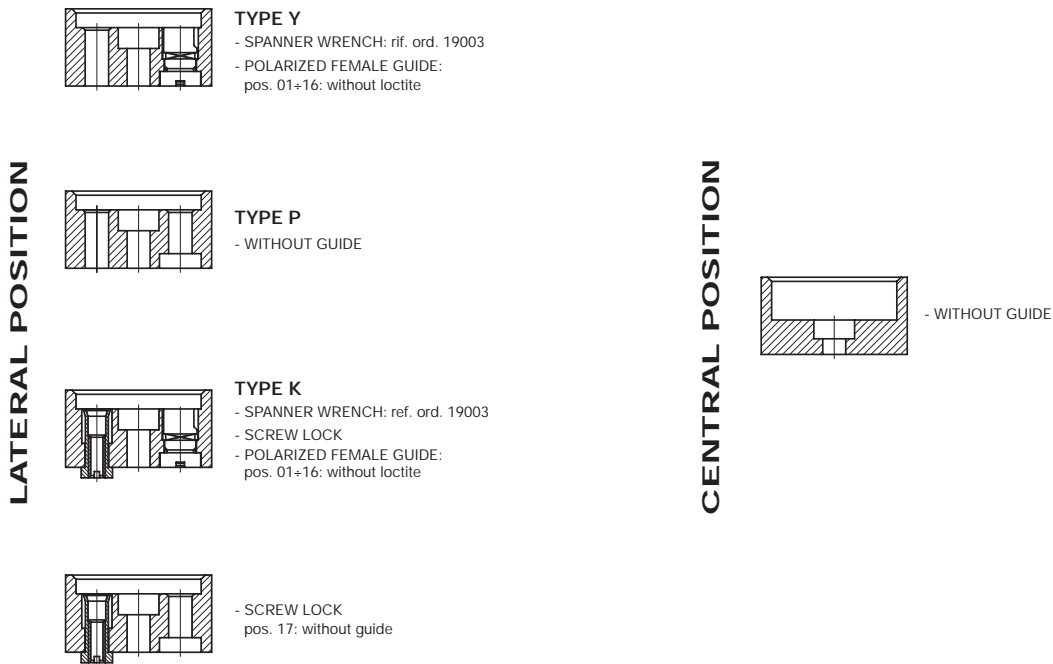 LATERAL POSITION
TYPE Y
- SPANNER WRENCH: rif. ord. 19003
- POLARIZED FEMALE GUIDE:
pos. 01÷16: without loctite
TYPE P
- WITHOUT GUIDE
TYPE K
- SPANNER WRENCH: ref. ord. 19003
- SCREW LOCK
- POLARIZED FEMALE GUIDE:
pos. 01÷16: without loctite
- SCREW LOCK
pos. 17: without guide
CENTRAL POSITION
- WITHOUT GUIDE